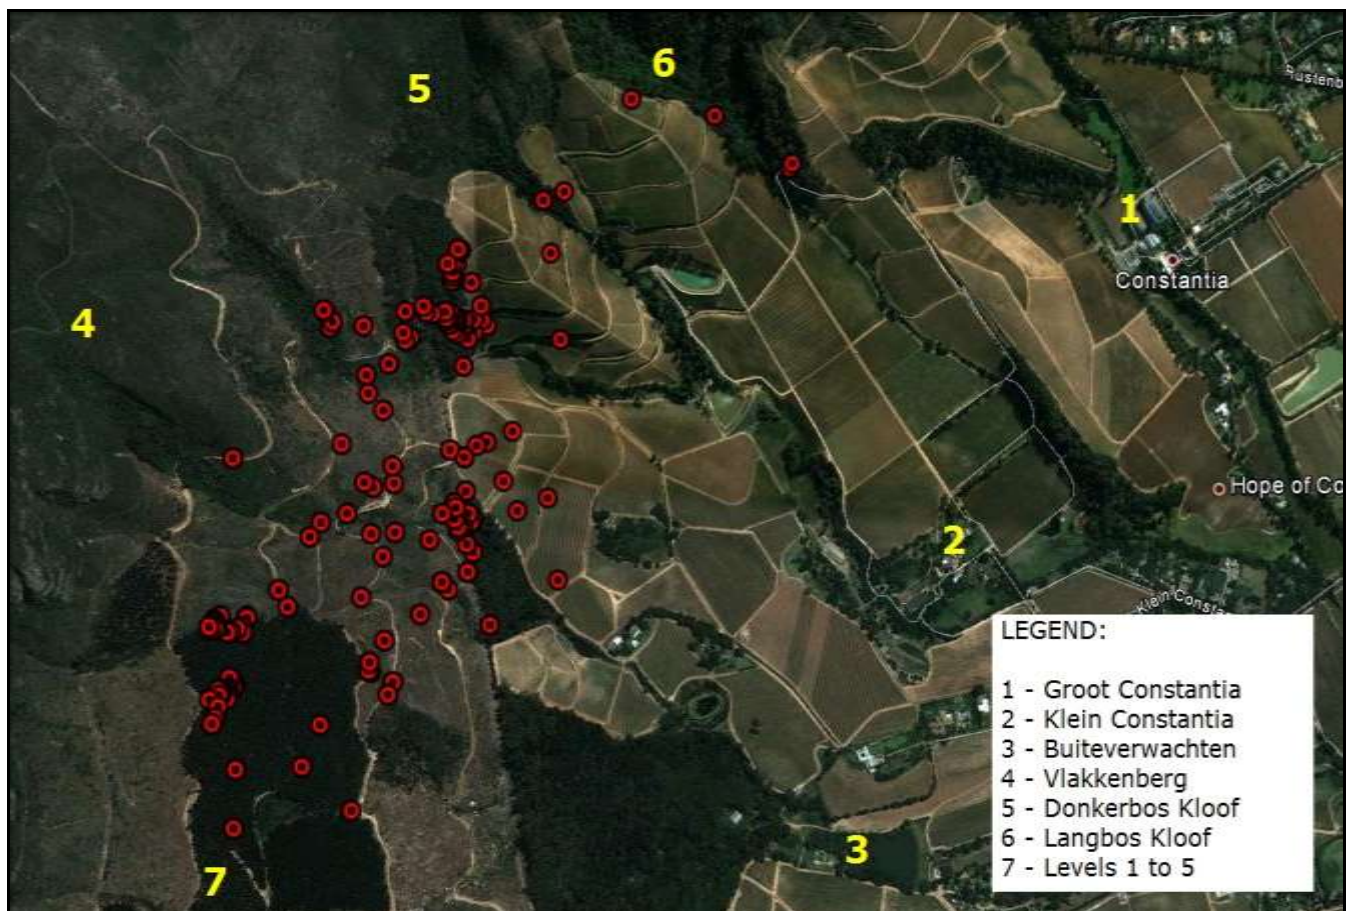 6
5
Rustenb
1
Constantia
4
Hope of Co
2
Klein Consta
LEGEND:
1 - Groot Constantia
2 - Klein Constantia
3 - Buiteverwachten
4 - Vlakkenberg
5 - Donkerbos Kloof
6 - Langbos Kloof
7 - Levels 1 to 5
3
7